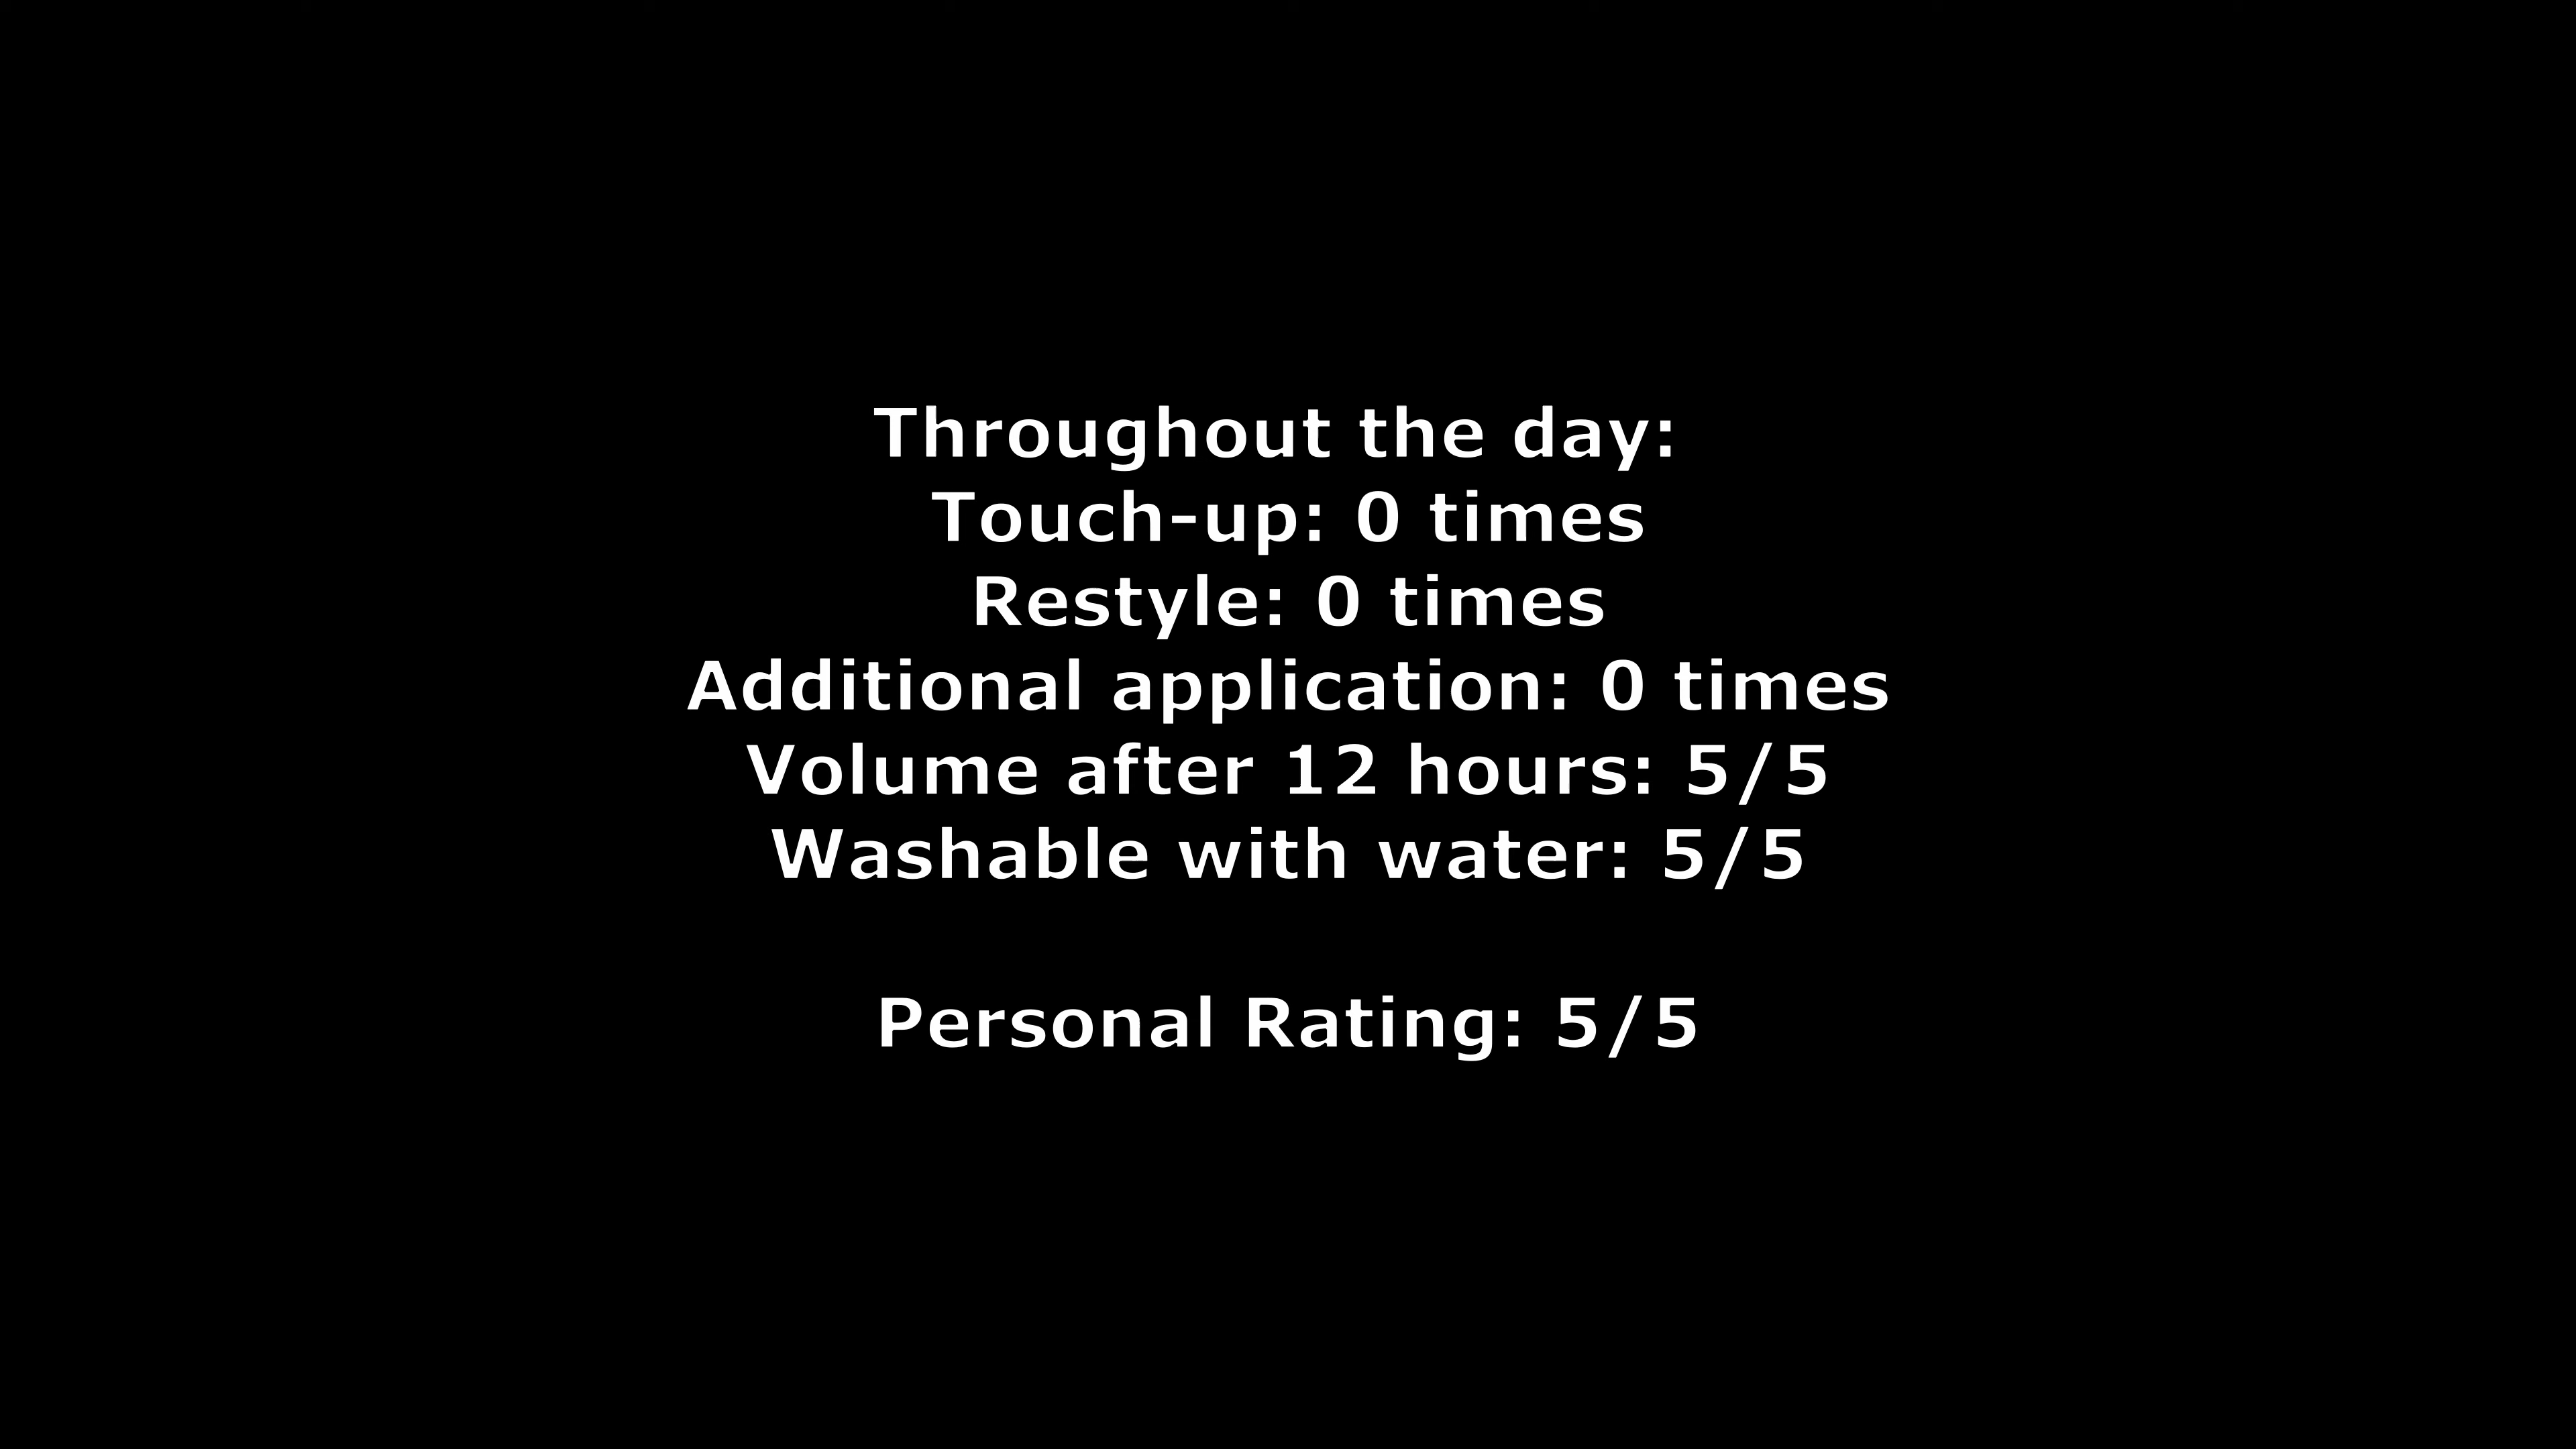 Throughout the day:
Touch-up: 0 times
Restyle: 0 times
Additional application: 0 times
Volume after 12 hours: 5/5
Washable with water: 5/5
Personal Rating: 5/5